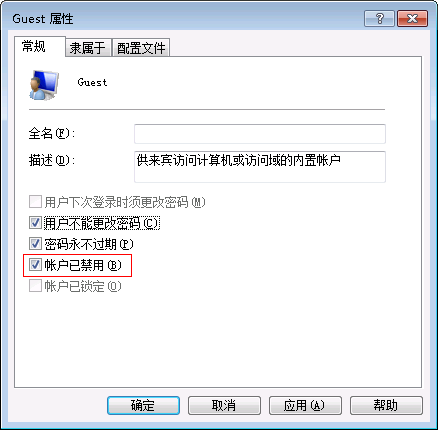 Guest 属性
常规 隶属于 配置文件
Guest
全名(F):
描述(D): 供来宾访问计算机或访问域的内置帐户
用户下次登录时须更改密码(M)
用户不能更改密码(C)
密码永不过期(P)
帐户已禁用(B)
帐户已锁定(O)
确定 取消 应用(A) 帮助